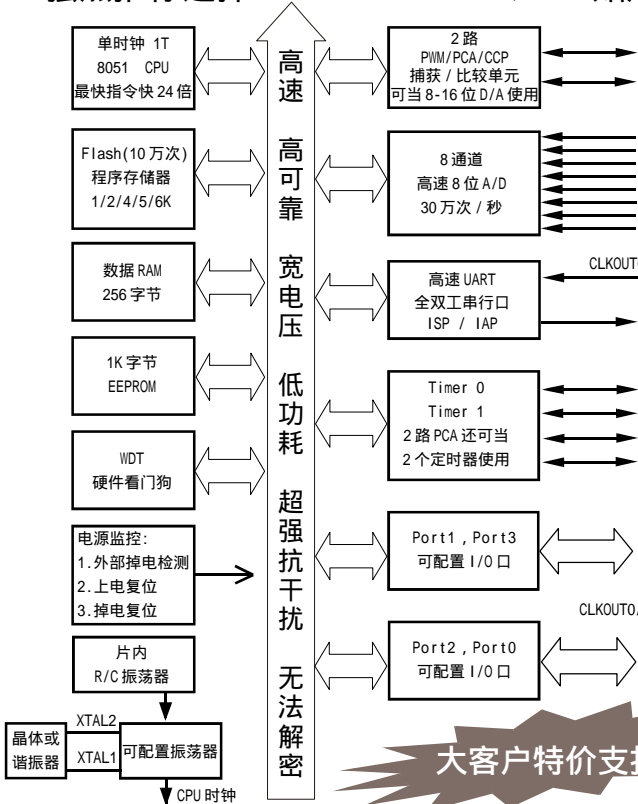 单时钟 1T
8051 CPU
最快指令快 24 倍
Flash(10 万次)
程序存储器
1/2/4/5/6K
数据 RAM
256 字节
1K 字节
EEPROM
WDT
硬件看门狗
电源监控:
1.外部掉电检测
2.上电复位
3.掉电复位
片内
R/C 振荡器
XTAL2
晶体或
谐振器
XTAL1
可配置振荡器
CPU 时钟
高速 高可靠 宽电压 低功耗 超强抗干扰 无法解密
2 路
PWM/PCA/CCP
捕获 / 比较单元
可当 8-16 位 D/A 使用
8 通道
高速 8 位 A/D
30 万次 / 秒
CLKOUT
高速 UART
全双工串行口
ISP / IAP
Timer 0
Timer 1
2 路 PCA 还可当
2 个定时器使用
Port1 , Port3
可配置 I/O 口
CLKOUT0/
Port2 , Port0
可配置 I/O 口
大客户特价支